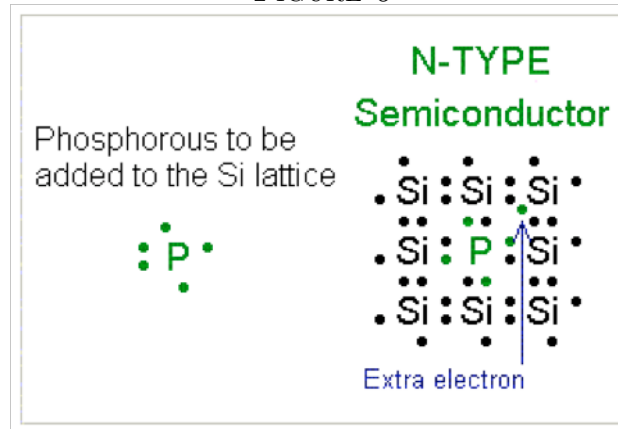 FIGURE
N-TYPE
Semiconductor
Phosphorous to be
added to the Si lattice
P
Si Si Si
Si P Si
Si Si Si
Extra electron